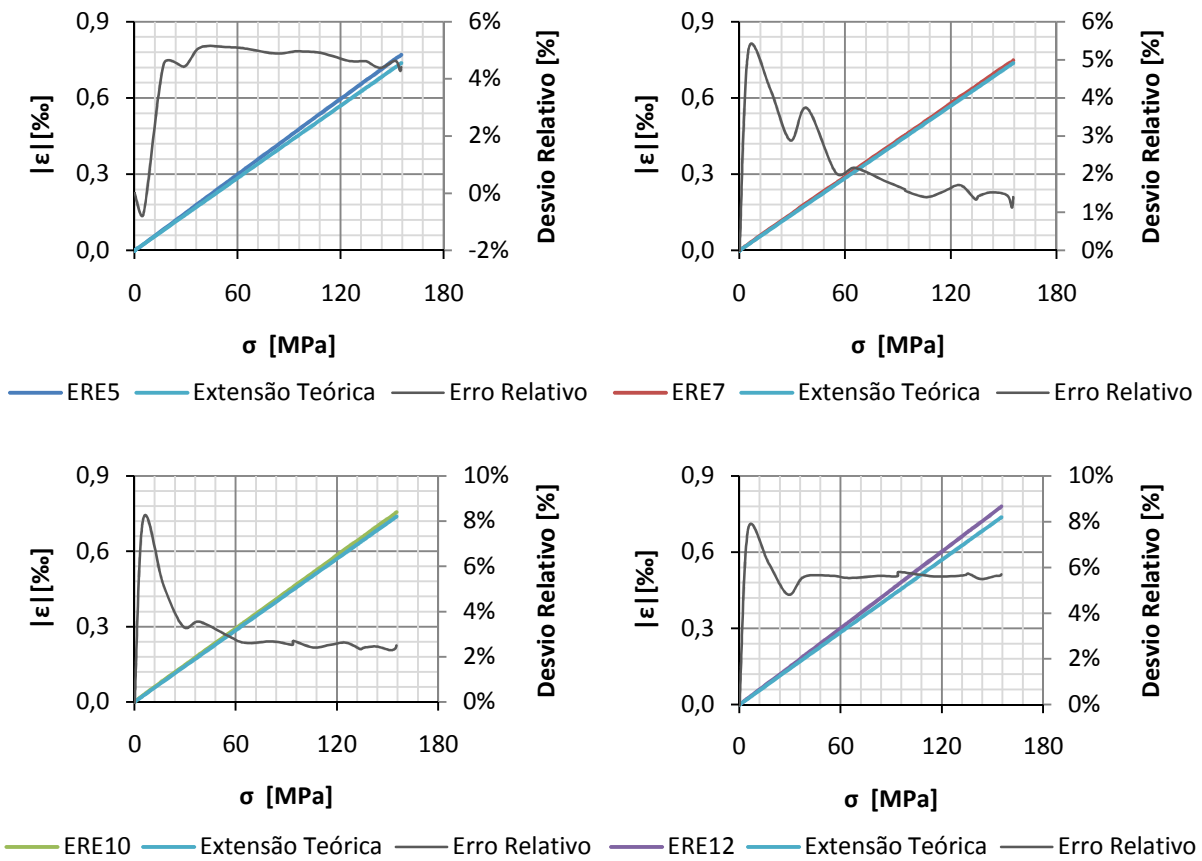 0,9
0,6
0,3
0,0
|ε| [‰]
6%
4%
2%
0%
-2%
Desvio Relativo [%]
0 60 120 180
σ [MPa]
ERE5 Extensão Teórica Erro Relativo
0,9
0,6
0,3
0,0
|ε| [‰]
6%
5%
4%
3%
2%
1%
0%
Desvio Relativo [%]
0 60 120 180
σ [MPa]
ERE7 Extensão Teórica Erro Relativo
0,9
0,6
0,3
0,0
|ε| [‰]
10%
8%
6%
4%
2%
0%
Desvio Relativo [%]
0 60 120 180
σ [MPa]
ERE10 Extensão Teórica Erro Relativo
0,9
0,6
0,3
0,0
|ε| [‰]
10%
8%
6%
4%
2%
0%
Desvio Relativo [%]
0 60 120 180
σ [MPa]
ERE12 Extensão Teórica Erro Relativo